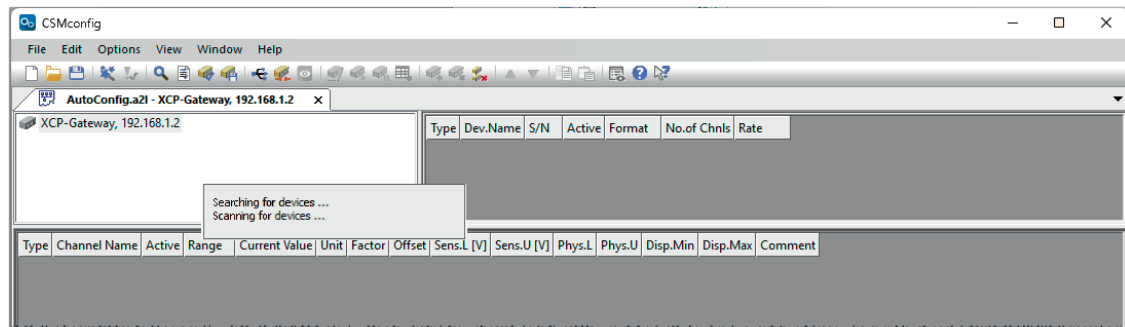 CSMconfig
File Edit Options View Window Help
AutoConfig.a2l - XCP-Gateway, 192.168.1.2
XCP-Gateway, 192.168.1.2
Type Dev.Name S/N Active Format No.of Chnls Rate
Searching for devices ...
Scanning for devices ...
Type Channel Name Active Range Current Value Unit Factor Offset Sens.L [V] Sens.U [V] Phys.L Phys.U Disp.Min Disp.Max Comment